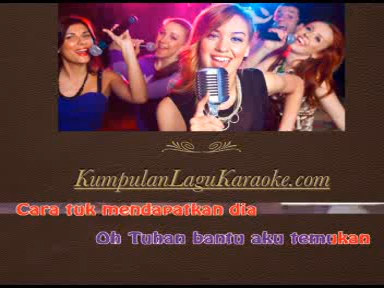 KumpulanLaguKaraoke.com
Cara tuk mendapatkan dia
Oh Tuhan bantu aku temukan